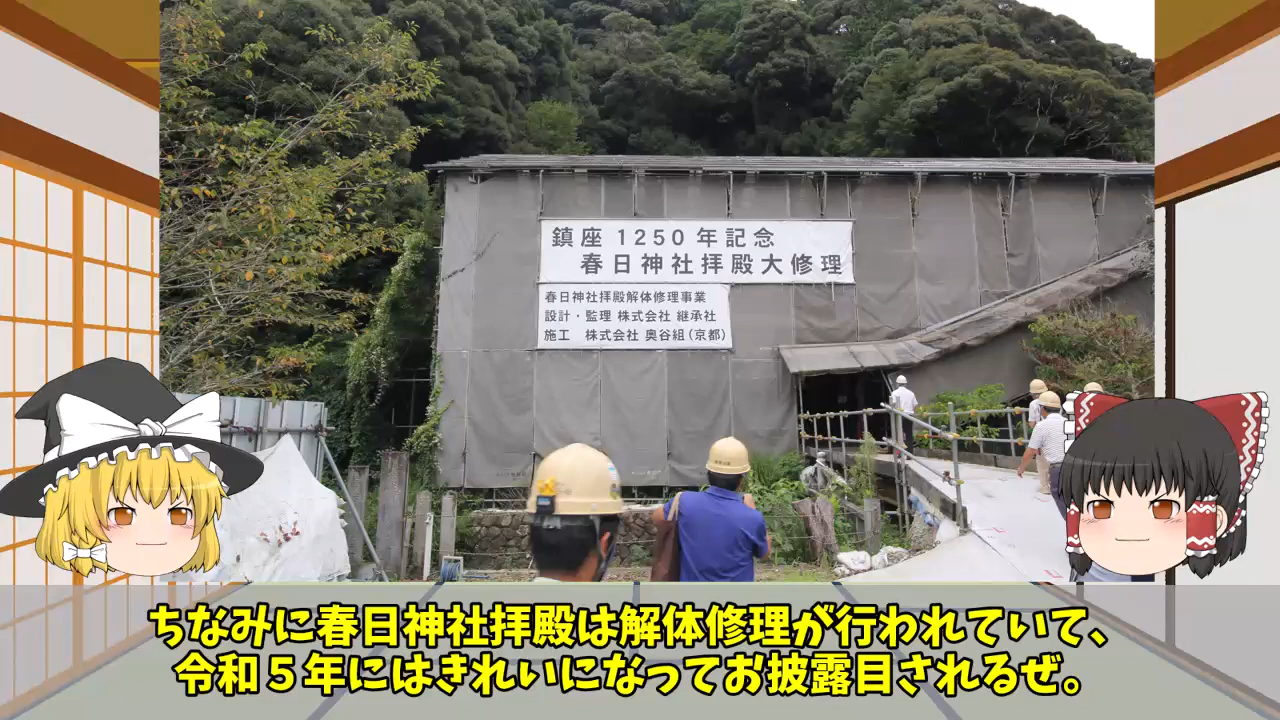 鎮座 1250 年記念
春日神社拝殿大修理
春日神社拝殿解体修理事業
設計・監理 株式会社 継承社
施工 株式会社 奥谷組(京都)
ちなみに春日神社拝殿は解体修理が行われていて、
令和５年にはきれいになってお披露目されるぜ。